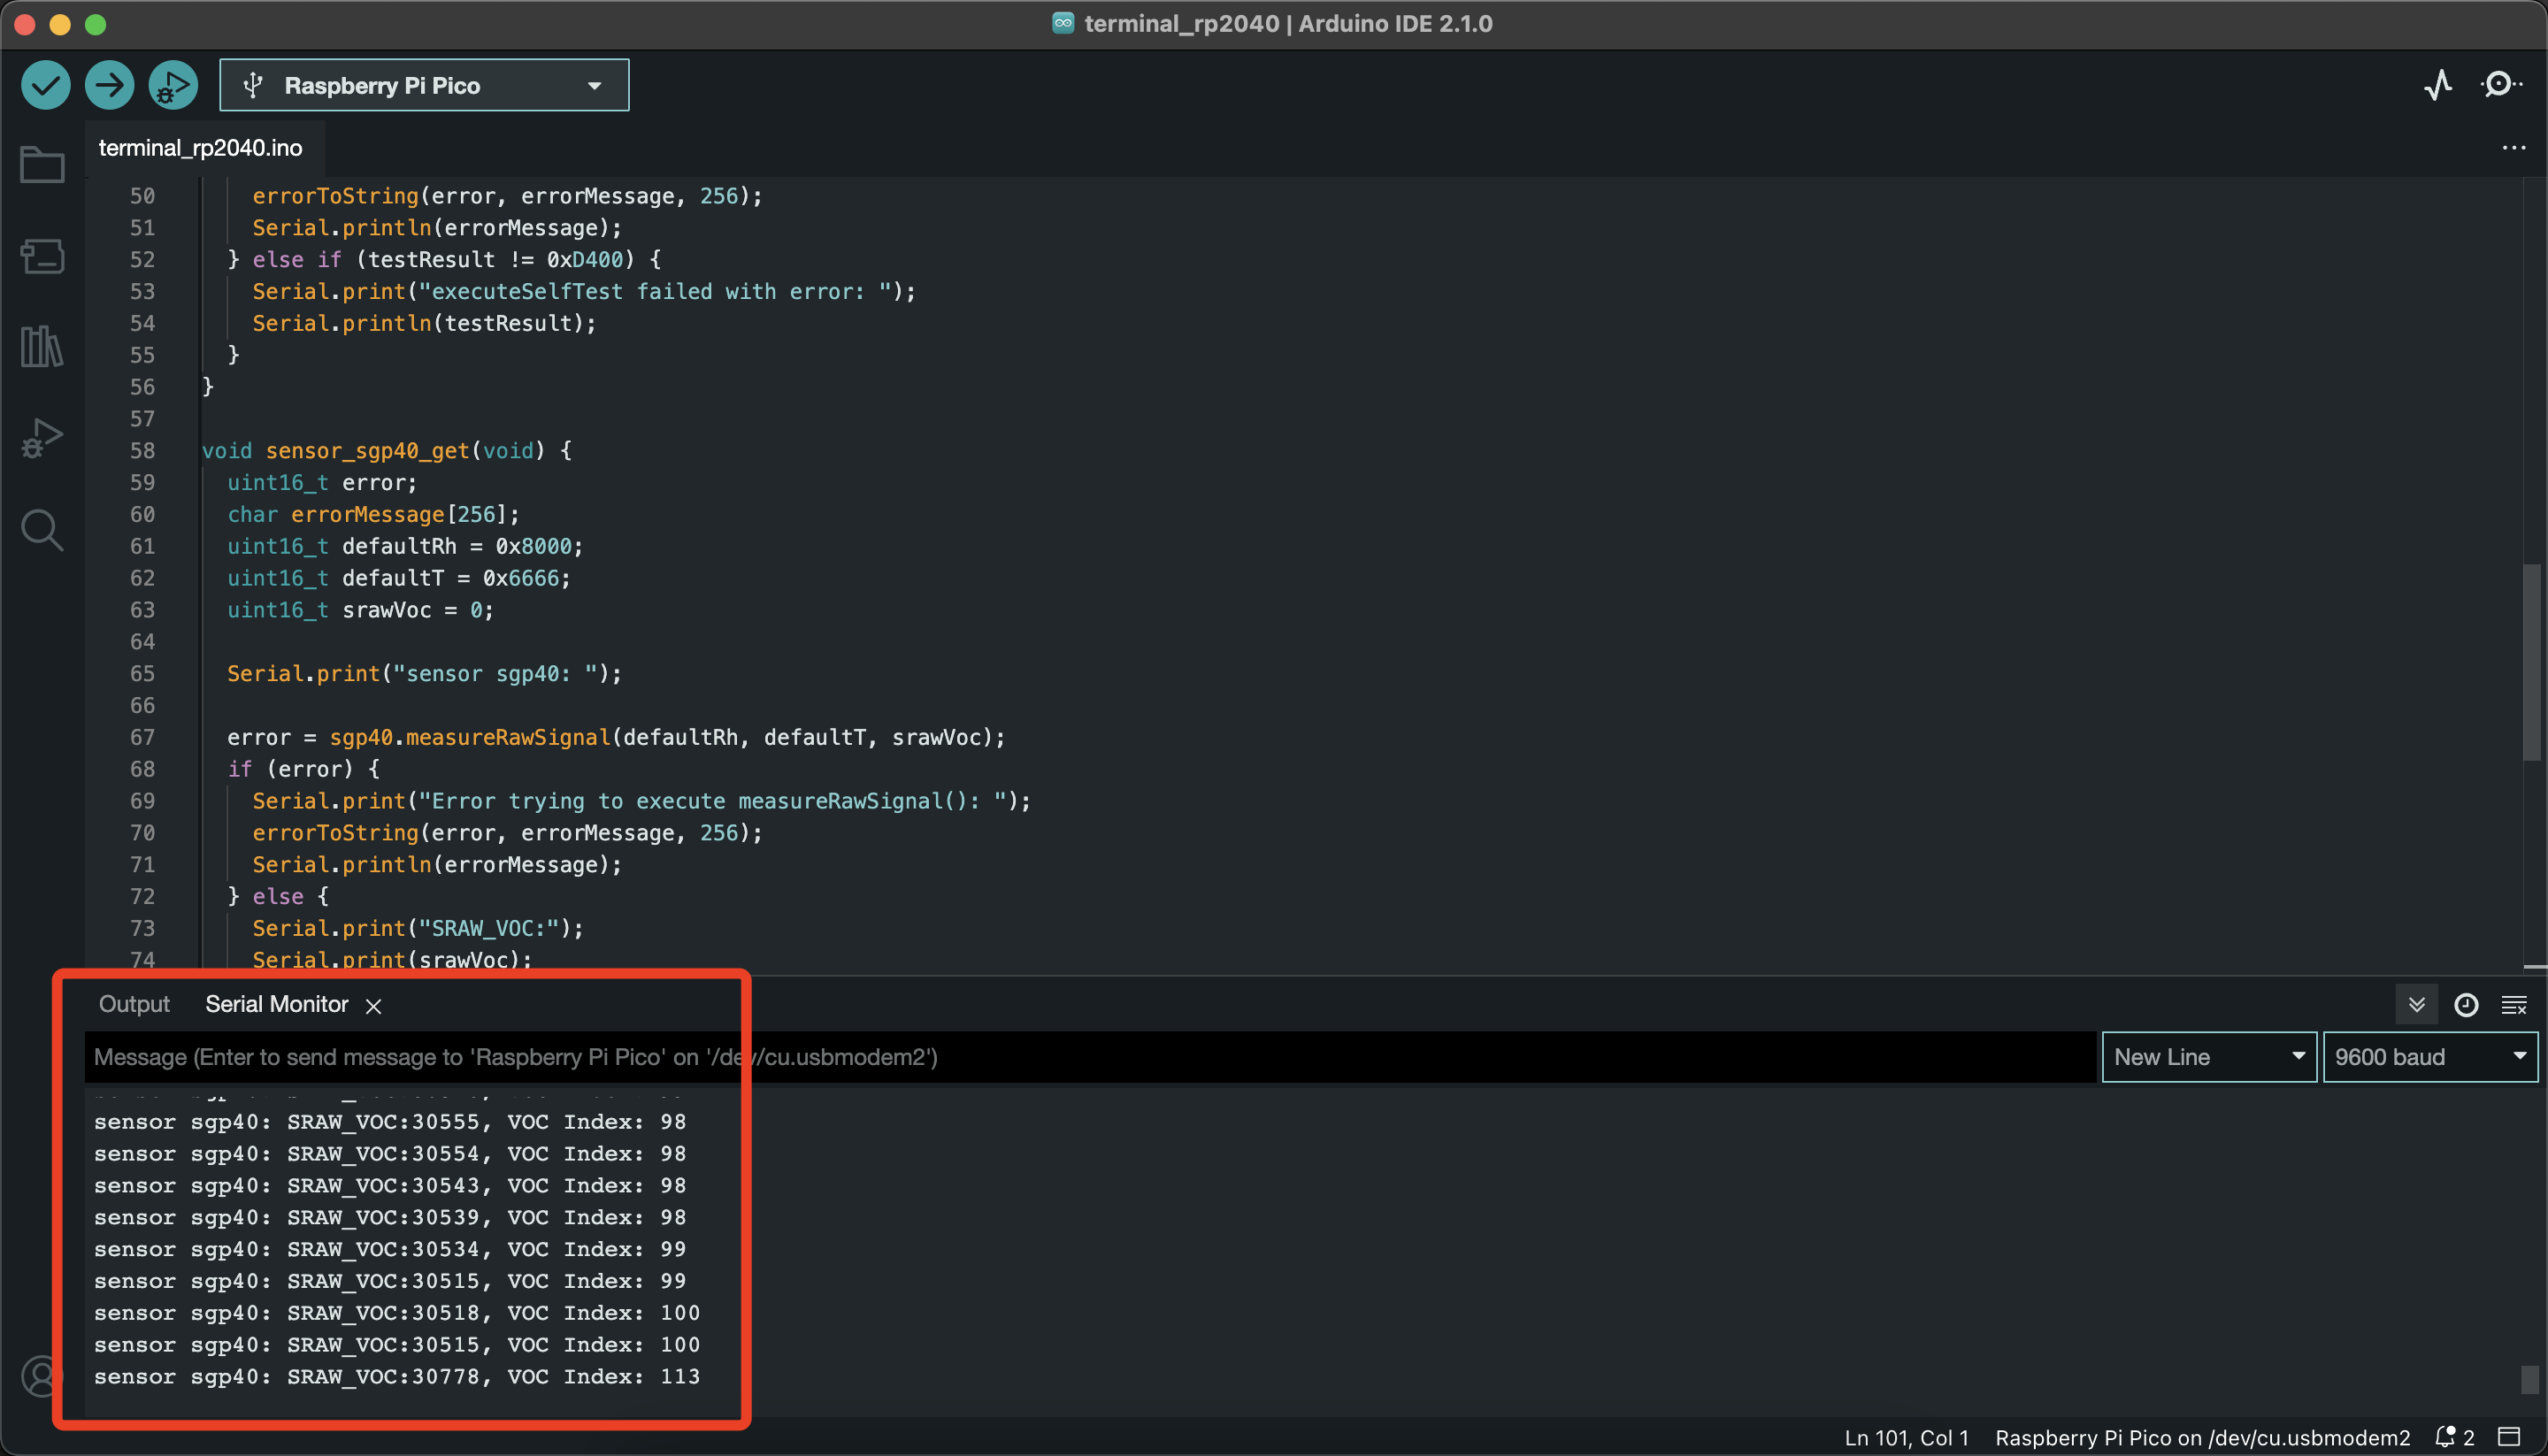 terminal_rp2040 | Arduino IDE 2.1.0
Raspberry Pi Pico
terminal_rp2040.ino
50 errorToString(error, errorMessage, 256);
51 Serial.println(errorMessage);
52 } else if (testResult != 0xD400) {
53 Serial.print("executeSelfTest failed with error: ");
54 Serial.println(testResult);
55 }
56 }
57
58 void sensor_sgp40_get(void) {
59 uint16_t error;
60 char errorMessage[256];
61 uint16_t defaultRh = 0x8000;
62 uint16_t defaultT = 0x6666;
63 uint16_t srawVoc = 0;
64
65 Serial.print("sensor sgp40: ");
66
67 error = sgp40.measureRawSignal(defaultRh, defaultT, srawVoc);
68 if (error) {
69 Serial.print("Error trying to execute measureRawSignal(): ");
70 errorToString(error, errorMessage, 256);
71 Serial.println(errorMessage);
72 } else {
73 Serial.print("SRAW_VOC:");
74 Serial.print(srawVoc);
Output Serial Monitor
Message (Enter to send message to 'Raspberry Pi Pico' on '/dev/cu.usbmodem2')
New Line 9600 baud
sensor sgp40: SRAW_VOC:30555, VOC Index: 98
sensor sgp40: SRAW_VOC:30554, VOC Index: 98
sensor sgp40: SRAW_VOC:30543, VOC Index: 98
sensor sgp40: SRAW_VOC:30539, VOC Index: 98
sensor sgp40: SRAW_VOC:30534, VOC Index: 99
sensor sgp40: SRAW_VOC:30515, VOC Index: 99
sensor sgp40: SRAW_VOC:30518, VOC Index: 100
sensor sgp40: SRAW_VOC:30515, VOC Index: 100
sensor sgp40: SRAW_VOC:30778, VOC Index: 113
Ln 101, Col 1 Raspberry Pi Pico on /dev/cu.usbmodem2 2